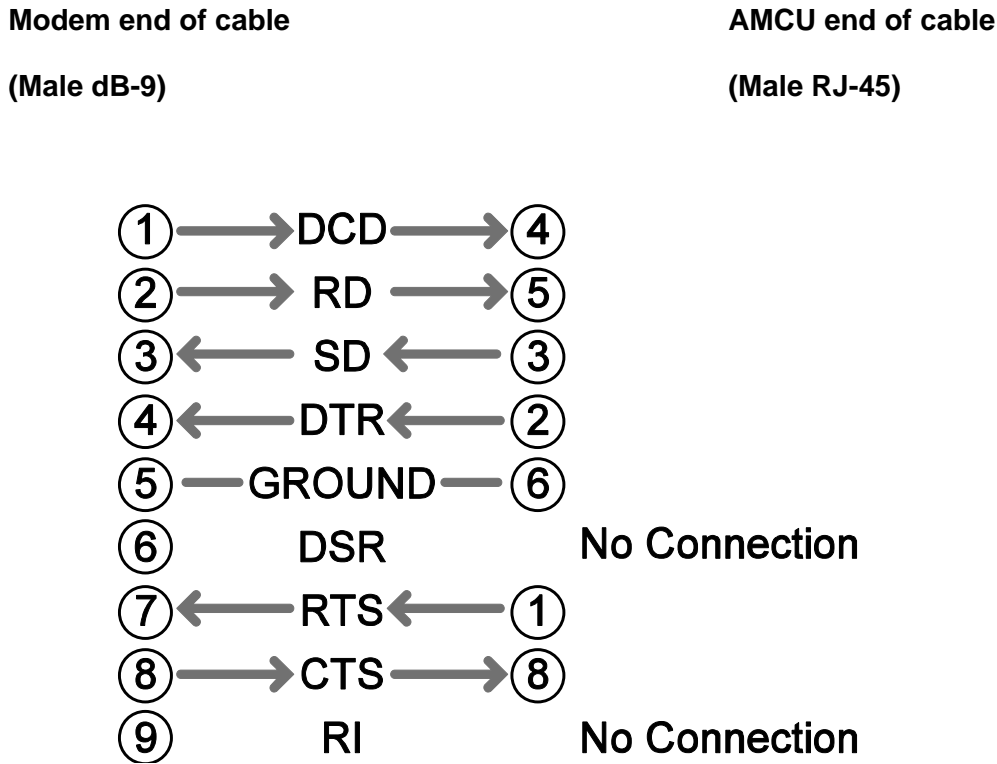 Modem end of cable AMCU end of cable
(Male dB-9) (Male RJ-45)
1 DCD 4
2 RD 5
3 SD 3
4 DTR 2
5 GROUND 6
6 DSR No Connection
7 RTS 1
8 CTS 8
9 RI No Connection